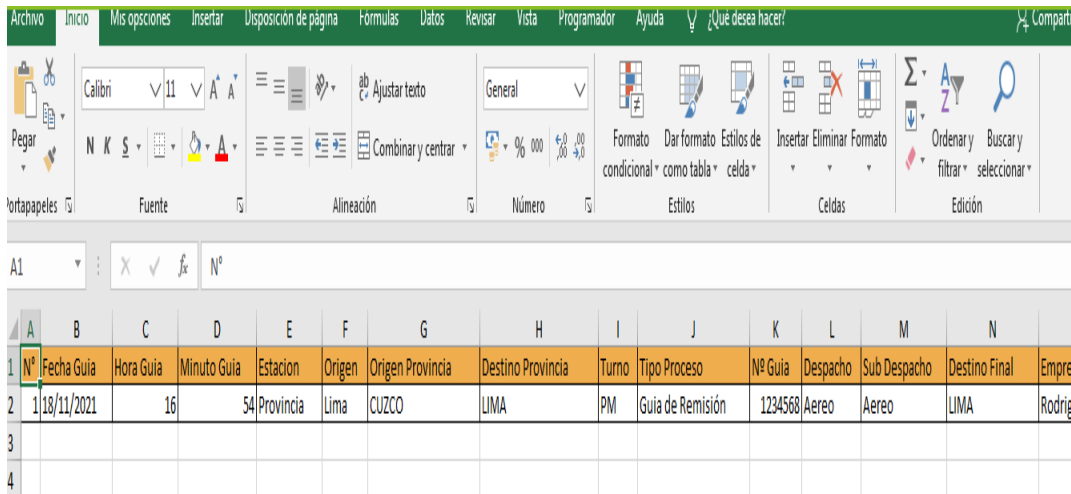 Archivo Inicio Mis opsciones Insertar Disposición de página Fórmulas Datos Revisar Vista Programador Ayuda ¿Qué desea hacer? Comparti
Calibri 11 A A Ajustar texto General
Pegar N K S A Combinar y centrar % 000 Formato condicional Dar formato como tabla Estilos de celda Insertar Eliminar Formato Ordenar y filtrar Buscar y seleccionar
Portapapeles Fuente Alineación Número Estilos Celdas Edición
A1 fx N°
A B C D E F G H I J K L M N
1 N° Fecha Guia Hora Guia Minuto Guia Estacion Origen Origen Provincia Destino Provincia Turno Tipo Proceso Nº Guia Despacho Sub Despacho Destino Final Empre
2 1 18/11/2021 16 54 Provincia Lima CUZCO LIMA PM Guia de Remisión 1234568 Aereo Aereo LIMA Rodrig
3
4